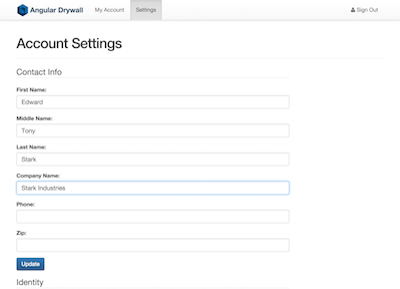 Angular Drywall My Account Settings Sign Out
Account Settings
Contact Info
First Name:
Edward
Middle Name:
Tony
Last Name:
Stark
Company Name:
Stark Industries
Phone:
Zip:
Update
Identity